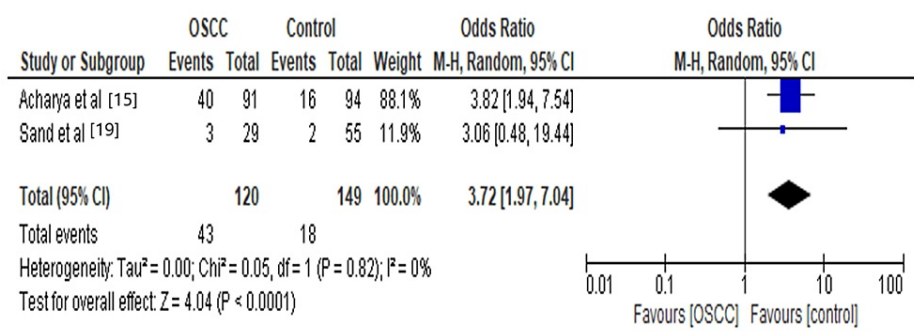 OSCC Control Odds Ratio Odds Ratio
Study or Subgroup Events Total Events Total Weight M-H, Random, 95% CI M-H, Random, 95% CI
Acharya et al [15] 40 91 16 94 88.1% 3.82 [1.94, 7.54]
Sand et al [19] 3 29 2 55 11.9% 3.06 [0.48, 19.44]
Total (95% CI) 120 149 100.0% 3.72 [1.97, 7.04]
Total events 43 18
Heterogeneity: Tau² = 0.00; Chi² = 0.05, df = 1 (P = 0.82); I² = 0%
Test for overall effect: Z = 4.04 (P < 0.0001)
0.01 0.1 1 10 100
Favours [OSCC] Favours [control]